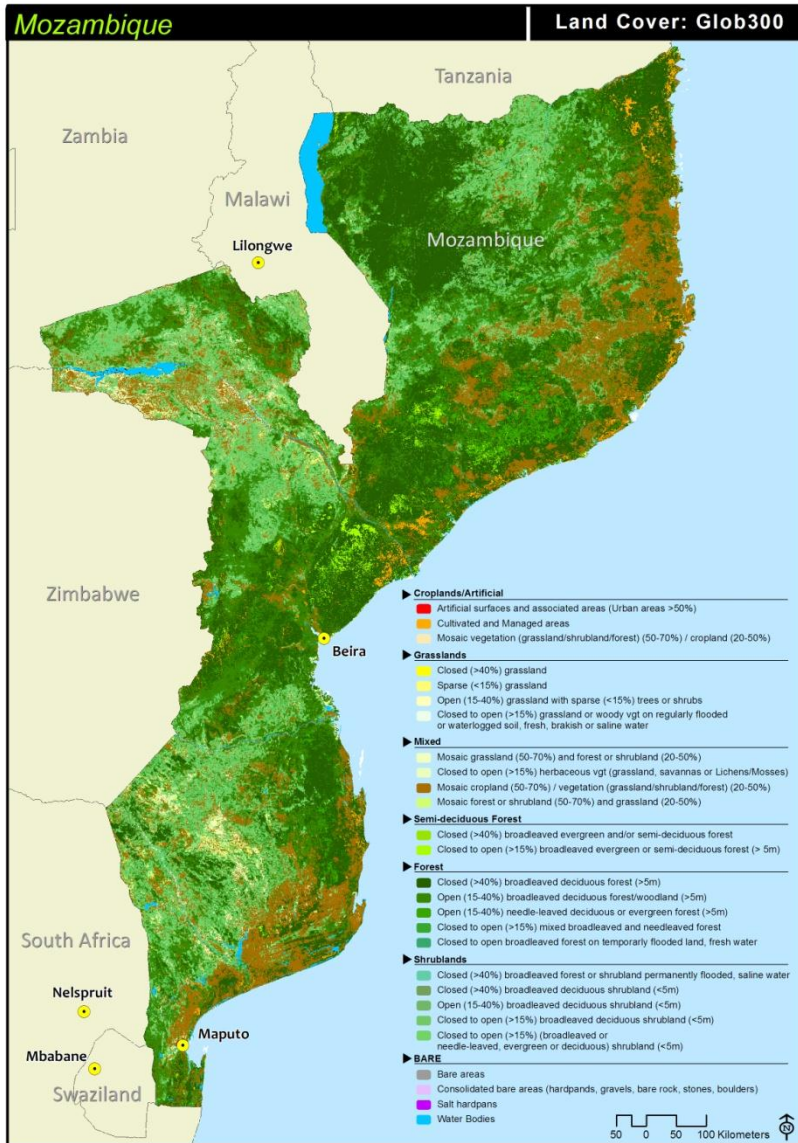 Mozambique
Land Cover: Glob300
Tanzania
Zambia
Malawi
Lilongwe
Mozambique
Zimbabwe
Beira
South Africa
Nelspruit
Maputo
Mbabane
Swaziland
Croplands/Artificial
Artificial surfaces and associated areas (Urban areas >50%)
Cultivated and Managed areas
Mosaic vegetation (grassland/shrubland/forest) (50-70%) / cropland (20-50%)
Grasslands
Closed (>40%) grassland
Sparse (<15%) grassland
Open (15-40%) grassland with sparse (<15%) trees or shrubs
Closed to open (>15%) grassland or woody vgt on regularly flooded
or waterlogged soil, fresh, brakish or saline water
Mixed
Mosaic grassland (50-70%) and forest or shrubland (20-50%)
Closed to open (>15%) herbaceous vgt (grassland, savannas or Lichens/Mosses)
Mosaic cropland (50-70%) / vegetation (grassland/shrubland/forest) (20-50%)
Mosaic forest or shrubland (50-70%) and grassland (20-50%)
Semi-deciduous Forest
Closed (>40%) broadleaved evergreen and/or semi-deciduous forest
Closed to open (>15%) broadleaved evergreen or semi-deciduous forest (> 5m)
Forest
Closed (>40%) broadleaved deciduous forest (>5m)
Open (15-40%) broadleaved deciduous forest/woodland (>5m)
Open (15-40%) needle-leaved deciduous or evergreen forest (>5m)
Closed to open (>15%) mixed broadleaved and needleaved forest
Closed to open broadleaved forest on temporarly flooded land, fresh water
Shrublands
Closed (>40%) broadleaved forest or shrubland permanently flooded, saline water
Closed (>40%) broadleaved deciduous shrubland (<5m)
Open (15-40%) broadleaved deciduous shrubland (<5m)
Closed to open (>15%) broadleaved deciduous shrubland (<5m)
Closed to open (>15%) (broadleaved or
needle-leaved, evergreen or deciduous) shrubland (<5m)
BARE
Bare areas
Consolidated bare areas (hardpans, gravels, bare rock, stones, boulders)
Salt hardpans
Water Bodies
50 0 50 100 Kilometers
N